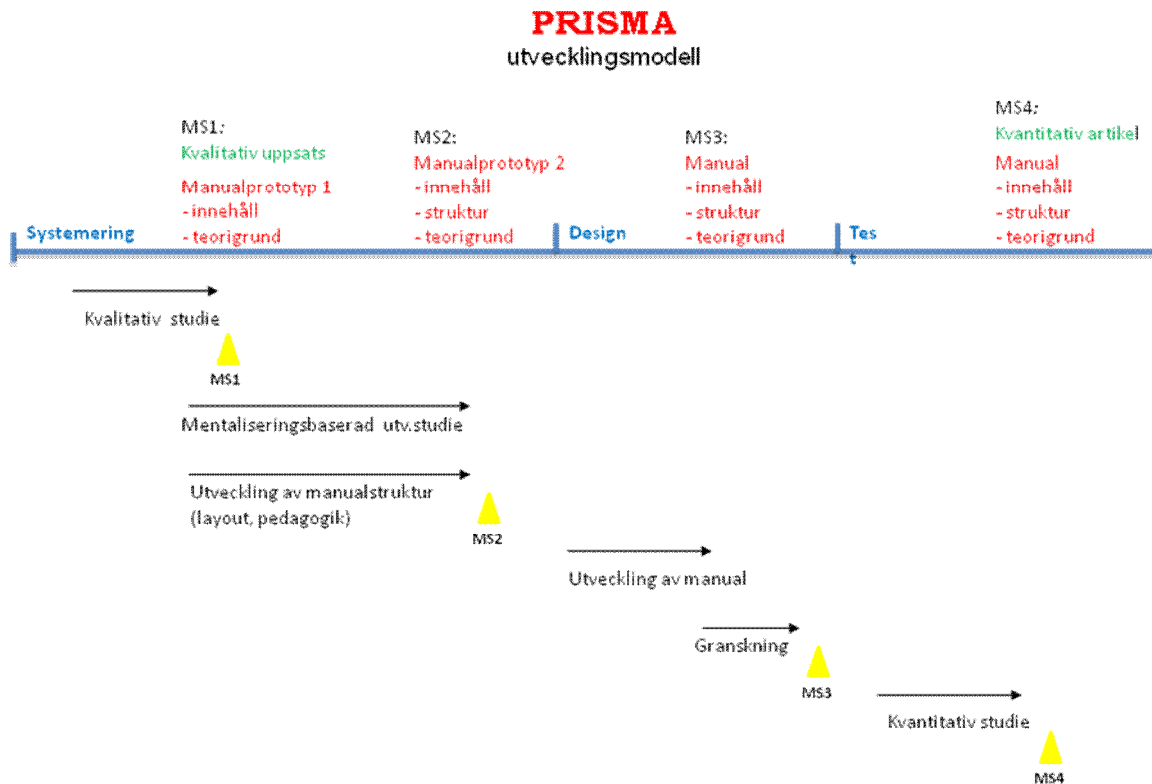 PRISMA
utvecklingsmodell
MS1:
Kvalitativ uppsats
Manualprototyp 1
- innehåll
- teorigrund
MS2:
Manualprototyp 2
- innehåll
- struktur
- teorigrund
MS3:
Manual
- innehåll
- struktur
- teorigrund
MS4:
Kvantitativ artikel
Manual
- innehåll
- struktur
- teorigrund
Systemering
Design
Tes
t
Kvalitativ studie
MS1
Mentaliseringsbaserad utv.studie
Utveckling av manualstruktur
(layout, pedagogik)
MS2
Utveckling av manual
Granskning
MS3
Kvantitativ studie
MS4